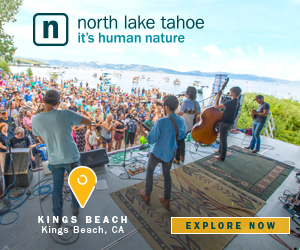 n
north lake tahoe
it's human nature
KINGS BEACH
Kings Beach, CA
EXPLORE NOW